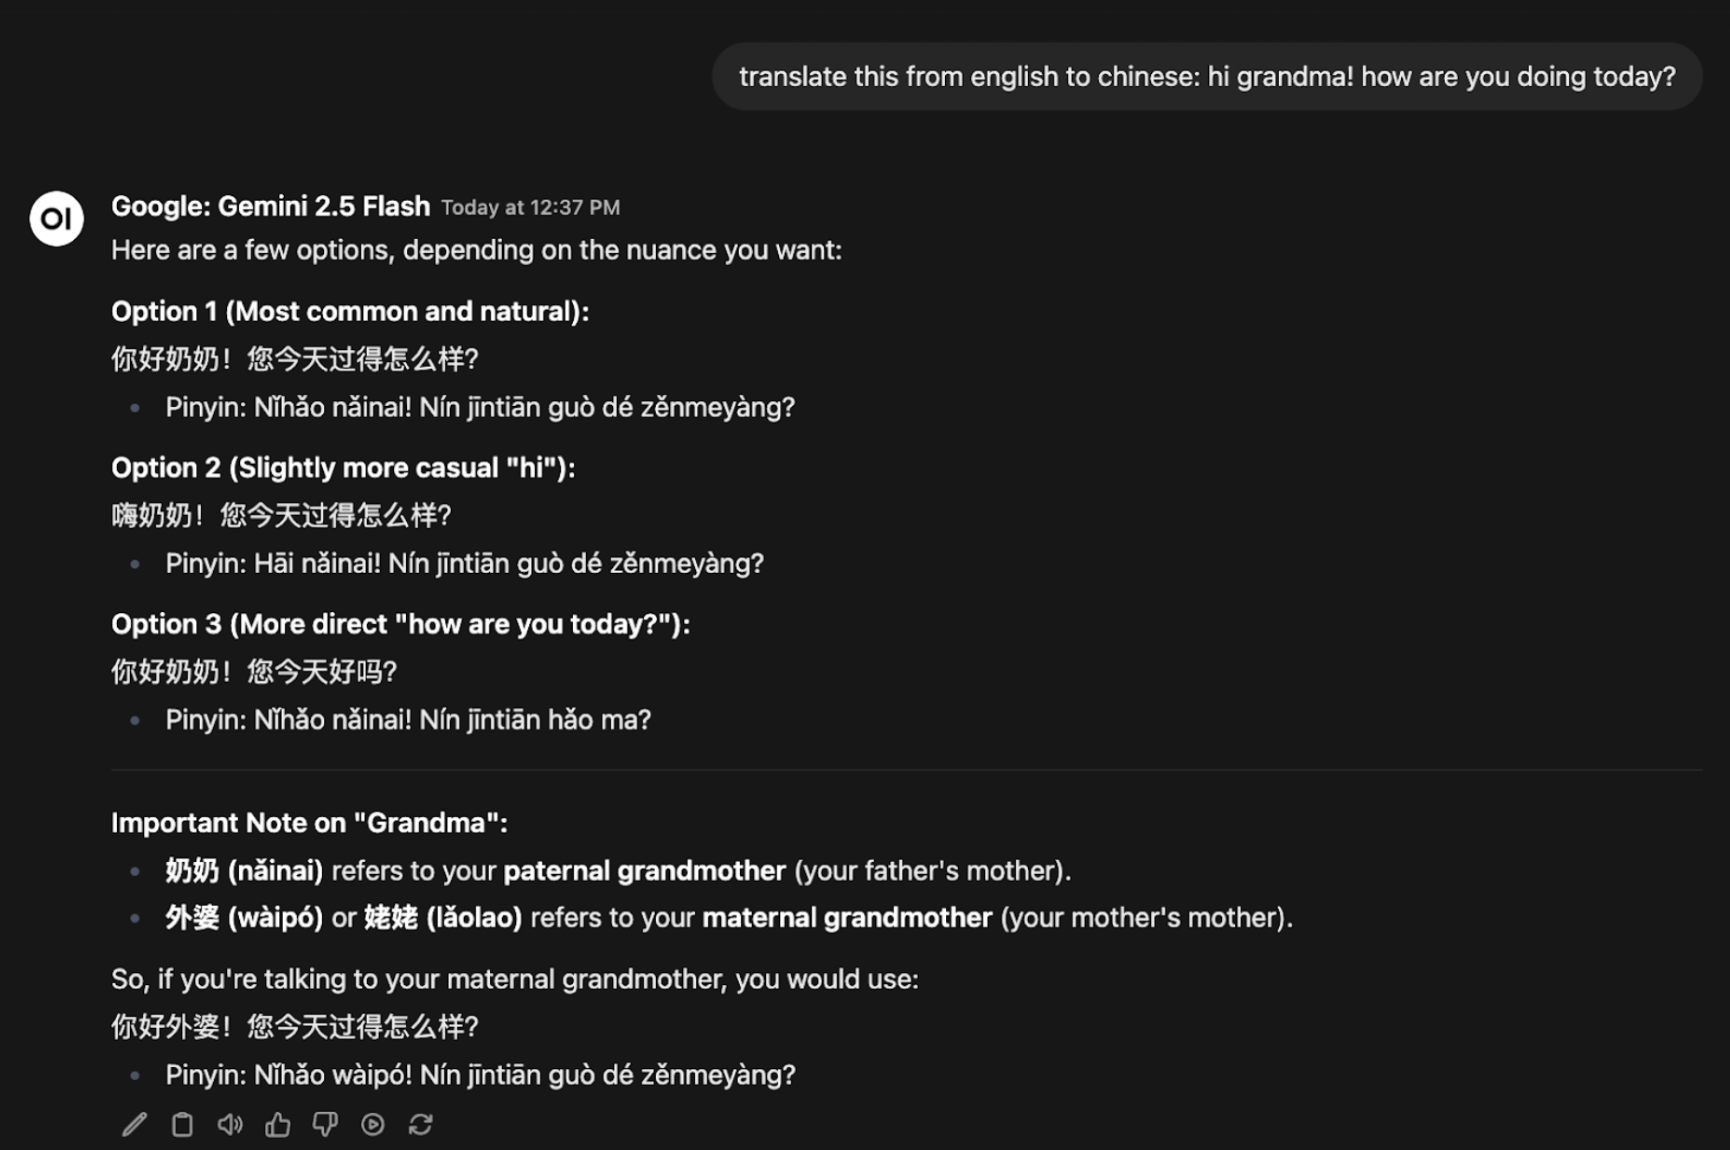 translate this from english to chinese: hi grandma! how are you doing today?
OI
Google: Gemini 2.5 Flash Today at 12:37 PM
Here are a few options, depending on the nuance you want:
Option 1 (Most common and natural):
你好奶奶！您今天过得怎么样?
• Pinyin: Nǐhǎo nǎinai! Nín jīntiān guò dé zěnmeyàng?
Option 2 (Slightly more casual "hi"):
嗨奶奶！您今天过得怎么样?
• Pinyin: Hāi nǎinai! Nín jīntiān guò dé zěnmeyàng?
Option 3 (More direct "how are you today?"):
你好奶奶！您今天好吗?
• Pinyin: Nǐhǎo nǎinai! Nín jīntiān hǎo ma?
Important Note on "Grandma":
• 奶奶 (nǎinai) refers to your paternal grandmother (your father's mother).
• 外婆 (wàipó) or 姥姥 (lǎolao) refers to your maternal grandmother (your mother's mother).
So, if you're talking to your maternal grandmother, you would use:
你好外婆！您今天过得怎么样?
• Pinyin: Nǐhǎo wàipó! Nín jīntiān guò dé zěnmeyàng?